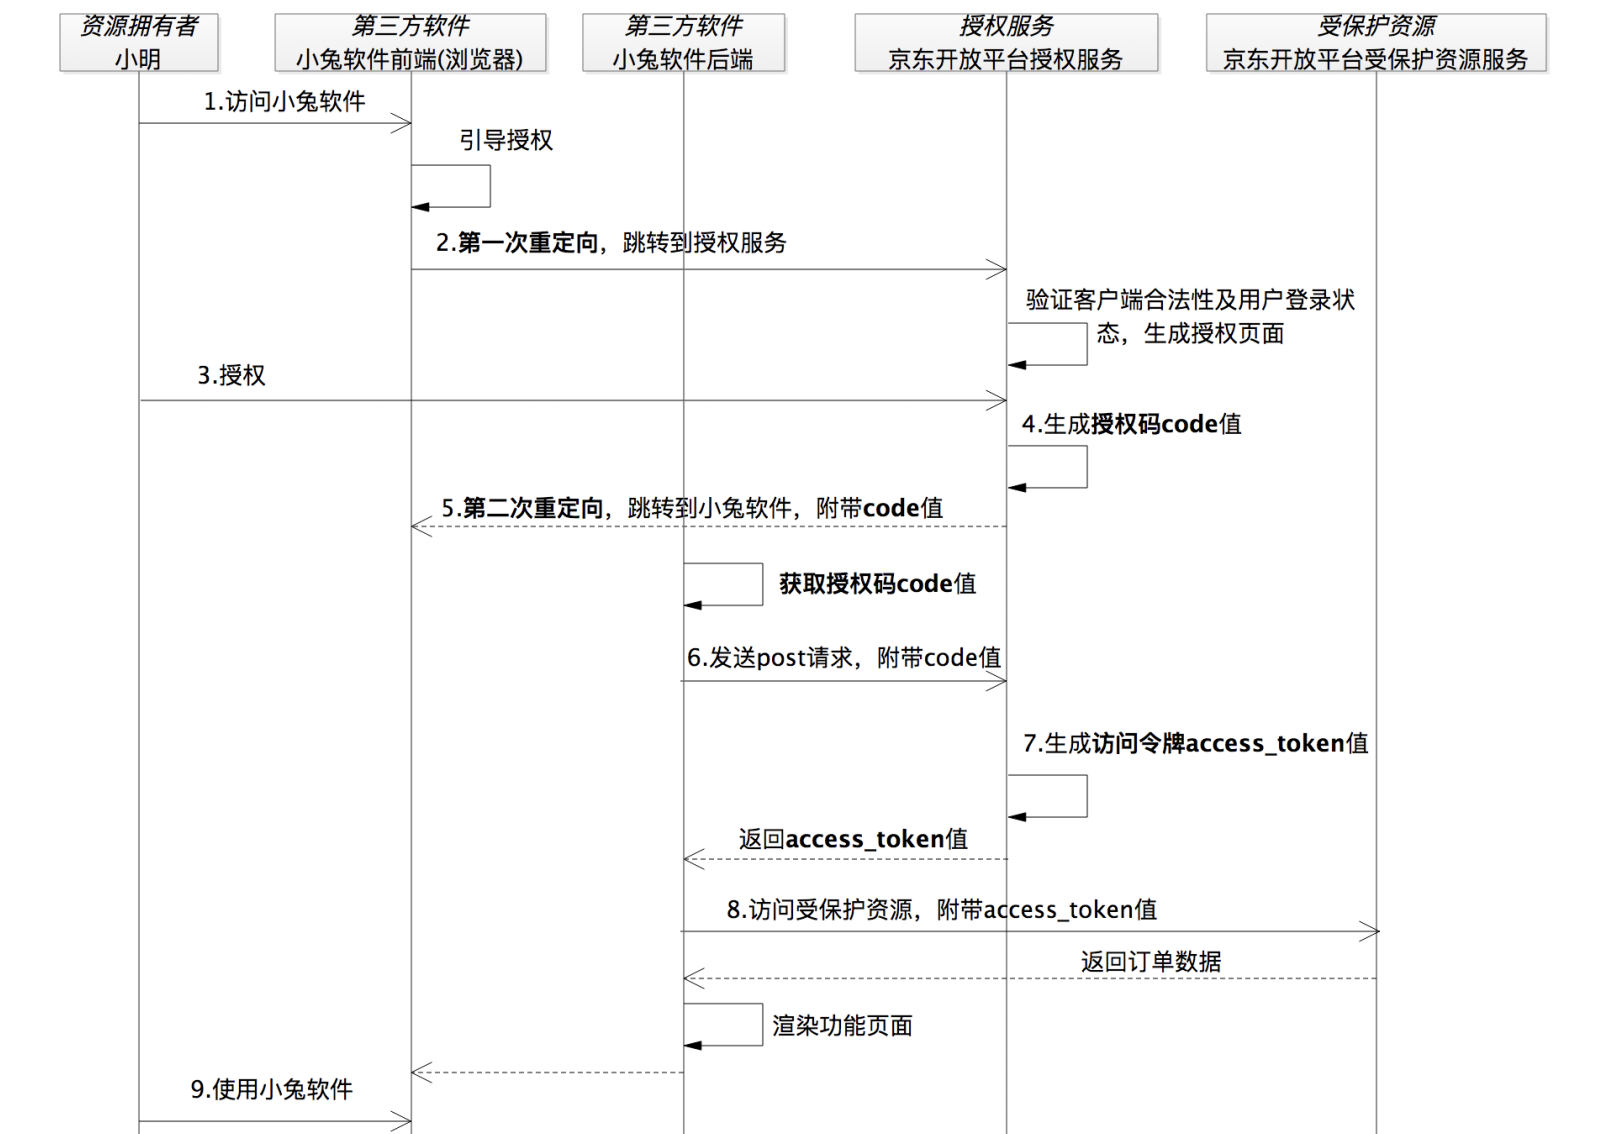 资源拥有者
小明
第三方软件
小兔软件前端(浏览器)
第三方软件
小兔软件后端
授权服务
京东开放平台授权服务
受保护资源
京东开放平台受保护资源服务
1.访问小兔软件
引导授权
2.第一次重定向，跳转到授权服务
验证客户端合法性及用户登录状
态，生成授权页面
3.授权
4.生成授权码code值
5.第二次重定向，跳转到小兔软件，附带code值
获取授权码code值
6.发送post请求，附带code值
7.生成访问令牌access_token值
返回access_token值
8.访问受保护资源，附带access_token值
返回订单数据
渲染功能页面
9.使用小兔软件